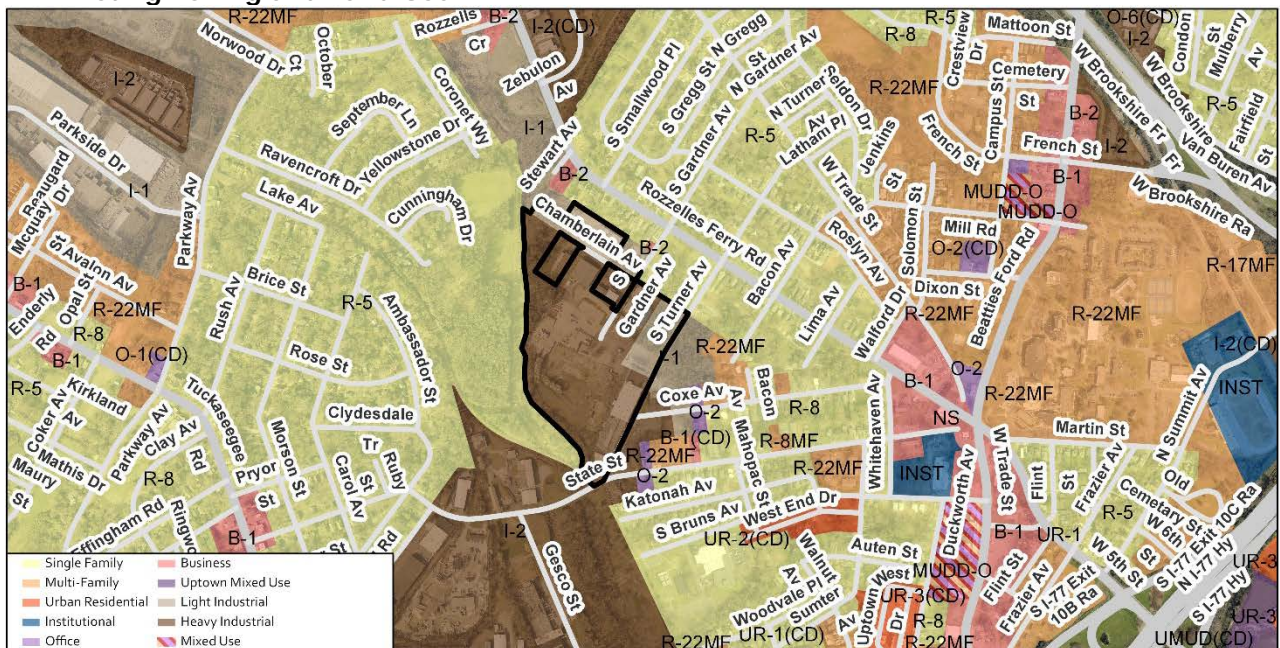 R-22MF
Rozzells
Cr
B-2
I-2(CD)
R-5
R-8
Crestview
Dr
Mattoon St
O-6(CD)
I-2
Condon
St
Mulberry
Av
Norwood Dr
Ct
October
Coronet Wy
Zebulon
Av
S Smallwood Pl
S Gregg St
N Gregg
St
N Gardner Av
N Turner
Av
Seldon Dr
R-22MF
Cemetery
St
Campus St
W Brookshire Fr
W Brookshire
Fr
Van Buren Av
R-5
Fairfield
St
I-2
Parkside Dr
I-1
September Ln
Yellowstone Dr
Ravencroft Dr
I-1
Stewart Av
B-2
S Gardner Av
R-5
Latham Pl
Jenkins
St
French St
French St
B-2
I-2
B-1
W Brookshire Ra
Beaugard
Dr
Mcquay
St
Avalon Av
Parkway Av
Lake Av
Cunningham Dr
Chamberlain Av
Rozzelles Ferry Rd
W Trade St
MUDD-O
MUDD-O
Mill Rd
O-2(CD)
Solomon St
Roslyn Av
B-2
S
Gardner Av
S Turner Av
Bacon Av
Lima Av
Dixon St
R-22MF
Beatties Ford Rd
R-17MF
R-22MF
B-1
Enderly
Rd
Opal St
R-22MF
R-8
B-1
O-1(CD)
Rush Av
Brice St
R-5
Ambassador St
Rose St
Walford Dr
B-1
O-2
R-22MF
I-2(CD)
INST
N Summit Av
R-5
Kirkland
Av
Coker Av
Mathis Dr
Maury
St
Parkway Av
Clay Av
Rd
Tuckaseegee
Clydesdale
Tr
Ruby
Morson St
Pryor
St
Carol Av
St
R-8
Effingham Rd
B-1
Rd
-1
R-22MF
Coxe Av
Av
Bacon
O-2
B-1(CD)
R-8
R-8MF
Mahopac St
R-22MF
O-2
State St
Katonah Av
R-22MF
Whitehaven Av
NS
INST
Martin St
W Trade St
Flint
St
Frazier Av
Old
Cemetary St
R-5
W 6th
St
W 5th St
S I-77 Exit 10C Ra
N I-77 Hy
S I-77 Hy
UR-3
I-2
Gesco St
S Bruns Av
West End Dr
UR-2(CD)
Walnut
Av
Auten St
Duckworth Av
MUDD-O
B-1
UR-1
Flint St
Frazier Av
S I-77 Exit
10B Ra
UR-3
UMUD(CD)
Woodvale Pl
Sumter
Av
UR-1(CD)
Uptown West
Dr
UR-3(CD)
R-8
R-22MF
R-22MF
Single Family
Multi-Family
Urban Residential
Institutional
Office
Business
Uptown Mixed Use
Light Industrial
Heavy Industrial
Mixed Use